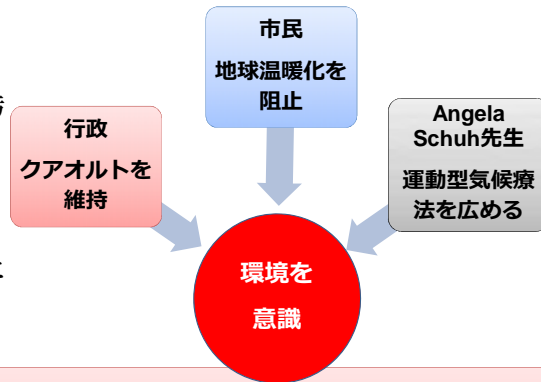 市民
地球温暖化を
阻止
行政
クアオルトを
維持
Angela
Schuh先生
運動型気候療
法を広める
環境を
意識